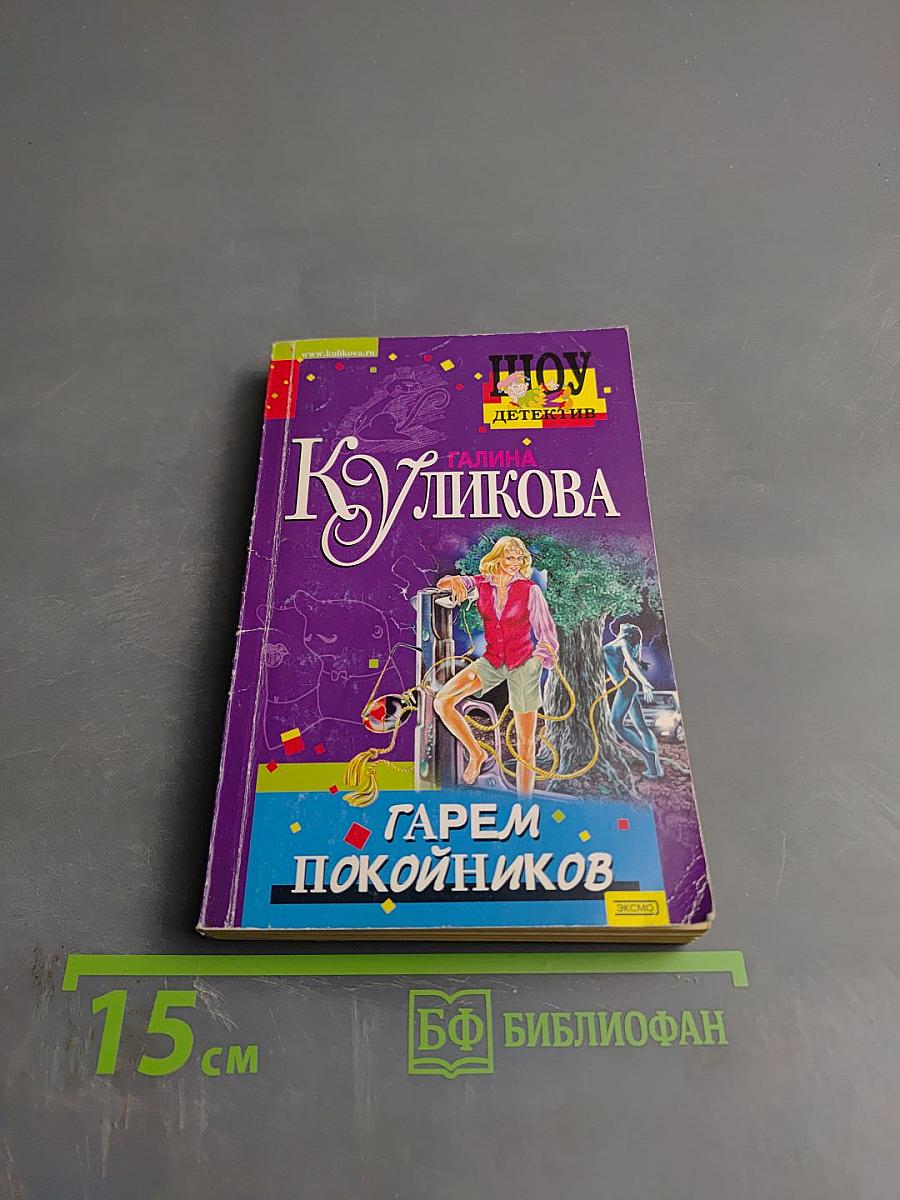 www.kulikova.ru
ШОУ
ДЕТЕКТИВ
ГАЛИНА
КУЛИКОВА
ГАРЕМ
ПОКОЙНИКОВ
ЭКСМО
15 см
БФ БИБЛИОФАН